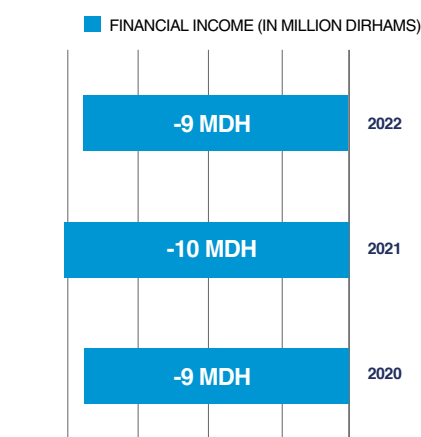 FINANCIAL INCOME (IN MILLION DIRHAMS)
-9 MDH 2022
-10 MDH 2021
-9 MDH 2020